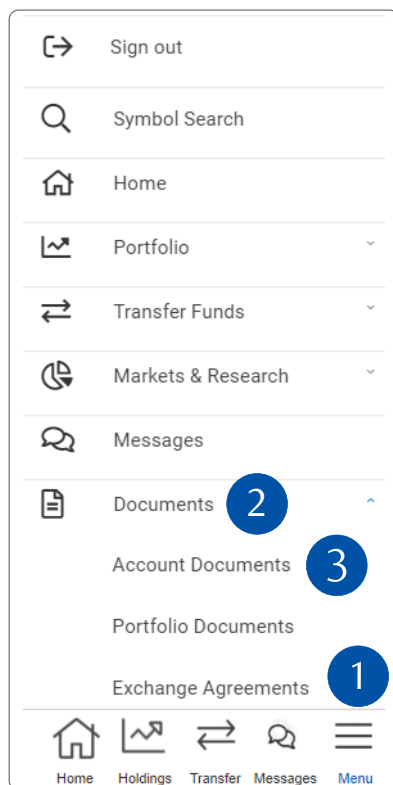 Sign out
Symbol Search
Home
Portfolio
Transfer Funds
Markets & Research
Messages
Documents 2
Account Documents 3
Portfolio Documents
1
Exchange Agreements
Home Holdings Transfer Messages Menu